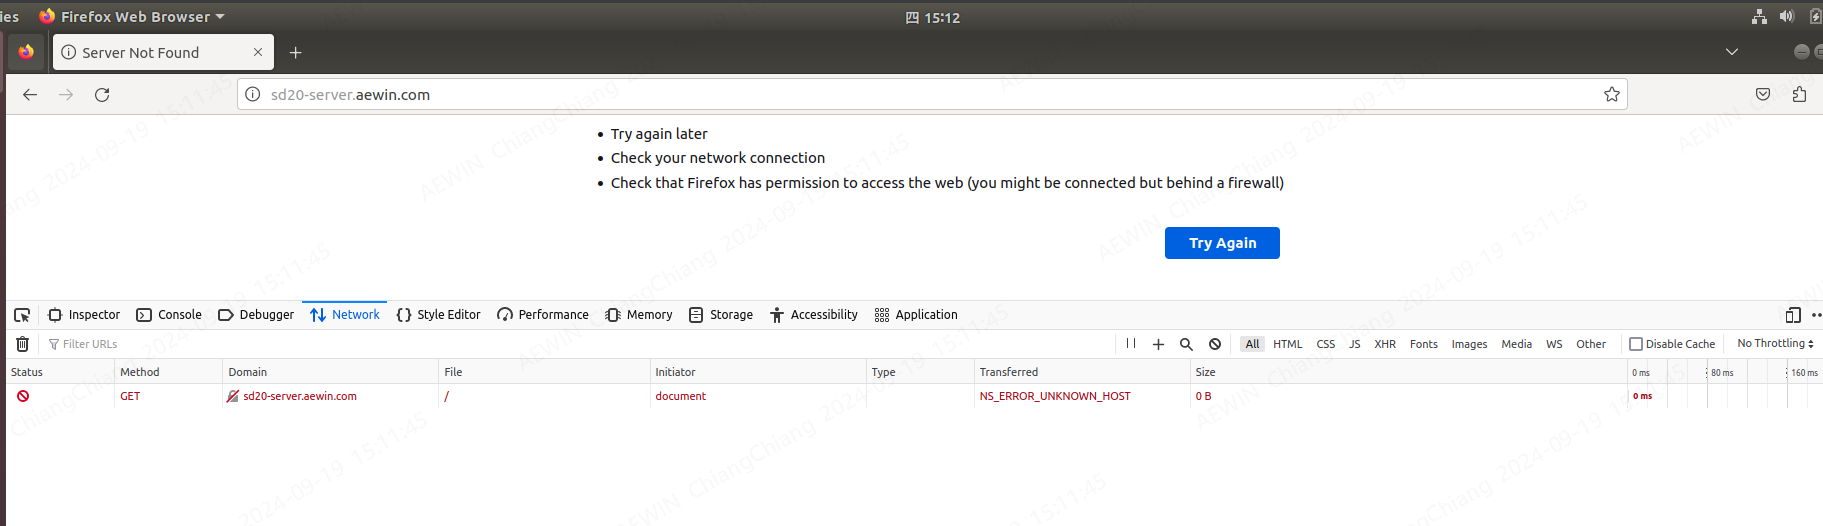 ies Firefox Web Browser 四 15:12
Server Not Found
sd20-server.aewin.com
Try again later
Check your network connection
Check that Firefox has permission to access the web (you might be connected but behind a firewall)
Try Again
Inspector Console Debugger Network Style Editor Performance Memory Storage Accessibility Application
Filter URLs All HTML CSS JS XHR Fonts Images Media WS Other Disable Cache No Throttling
Status Method Domain File Initiator Type Transferred Size 0 ms 80 ms 160 ms
GET sd20-server.aewin.com / document NS_ERROR_UNKNOWN_HOST 0 B 0 ms
AEWIN ChiangChiang 2024-09-19 15:11:45